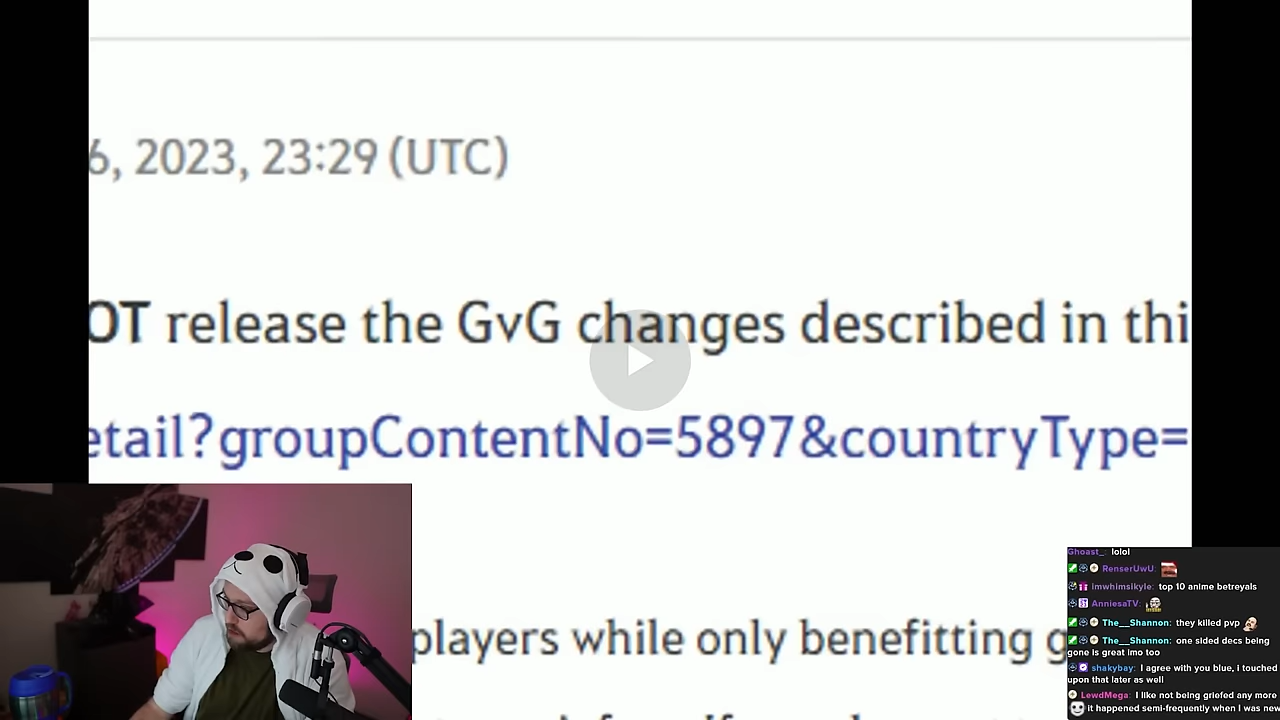 6, 2023, 23:29 (UTC)
OT release the GvG changes described in thi
etail?groupContentNo=5897&countryType=
players while only benefitting g
Ghoast_: lolol
RenserUwU:
imwhimsikyle: top 10 anime betreyals
AnniesaTV:
The__Shannon: they killed pvp
The__Shannon: one sided decs being
gone is great imo too
shakybay: I agree with you blue, i touched
upon that later as well
LewdMega: I like not being griefed any more
it happened semi-frequently when I was new